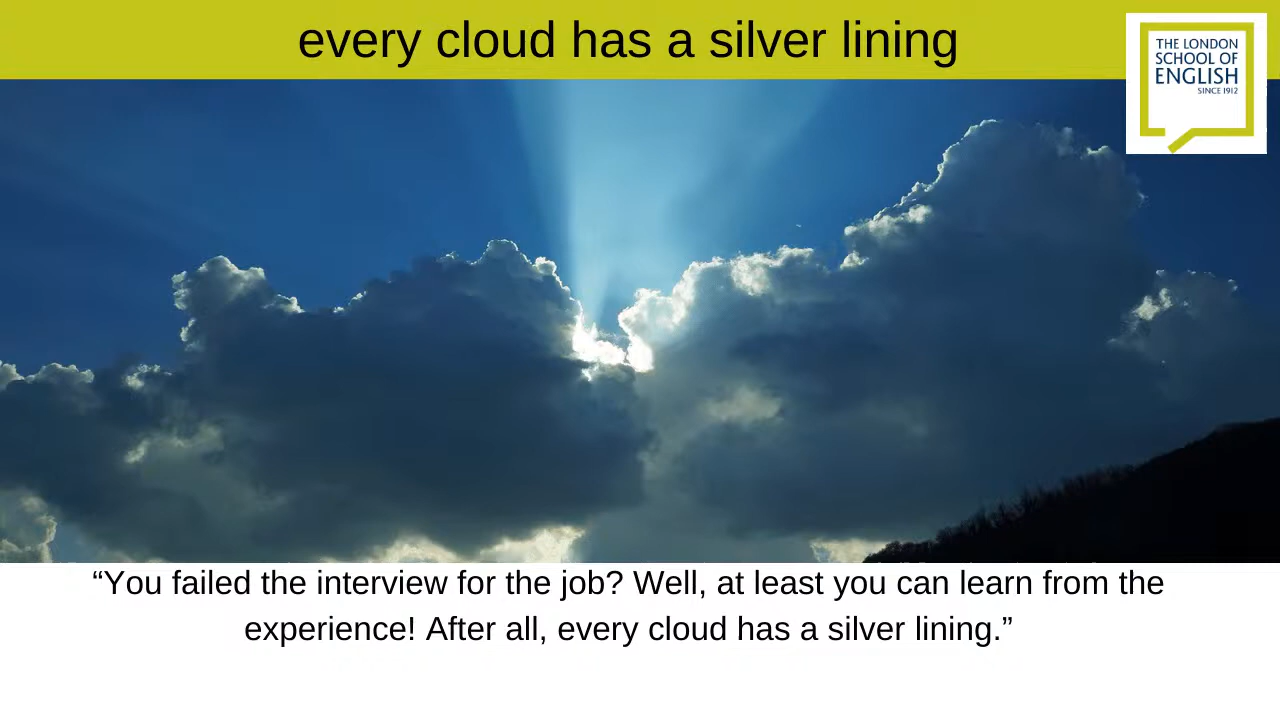 every cloud has a silver lining
THE LONDON
SCHOOL OF
ENGLISH
SINCE 1912
“You failed the interview for the job? Well, at least you can learn from the
experience! After all, every cloud has a silver lining.”